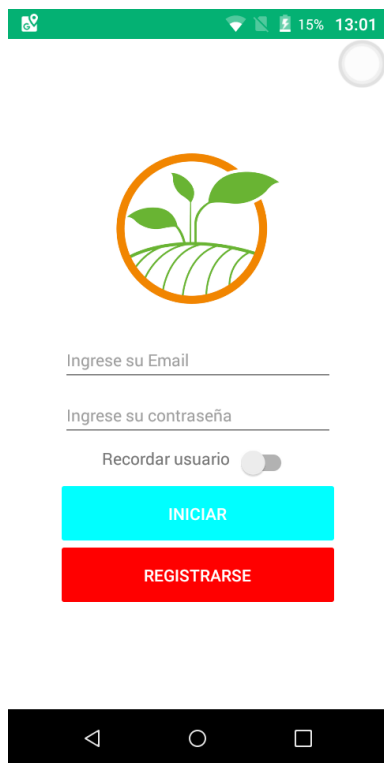 15% 13:01
Ingrese su Email
Ingrese su contraseña
Recordar usuario
INICIAR
REGISTRARSE